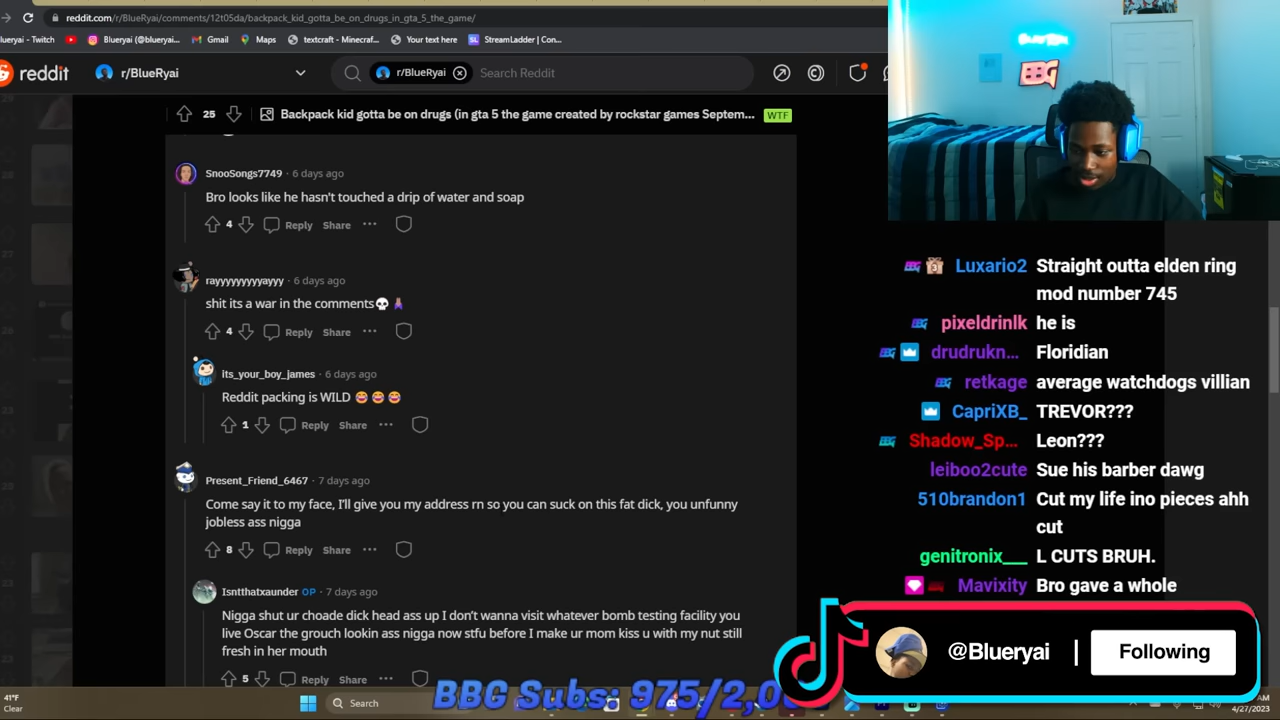 reddit.com/r/BlueRyai/comments/12t05da/backpack_kid_gotta_be_on_drugs_in_gta_5_the_game/
lueryai - Twitch
Blueryai (@blueryai...
Gmail
Maps
textcraft - Minecraf...
Your text here
StreamLadder | Con...
reddit
r/BlueRyai
r/BlueRyai
Search Reddit
25
Backpack kid gotta be on drugs (in gta 5 the game created by rockstar games Septem...
WTF
SnooSongs7749 · 6 days ago
Bro looks like he hasn't touched a drip of water and soap
4 Reply Share ···
rayyyyyyyyayyy · 6 days ago
shit its a war in the comments💀
4 Reply Share ···
its_your_boy_james · 6 days ago
Reddit packing is WILD
1 Reply Share ···
Present_Friend_6467 · 7 days ago
Come say it to my face, I'll give you my address rn so you can suck on this fat dick, you unfunny
jobless ass nigga
8 Reply Share ···
Isntthatxaunder OP · 7 days ago
Nigga shut ur choade dick head ass up I don't wanna visit whatever bomb testing facility you
live Oscar the grouch lookin ass nigga now stfu before I make ur mom kiss u with my nut still
fresh in her mouth
5 Reply Share ···
BBG
Luxario2 Straight outta elden ring
mod number 745
pixeldrinlk he is
drudrukn... Floridian
retkage average watchdogs villian
CapriXB_ TREVOR???
Shadow_Sp... Leon???
leiboo2cute Sue his barber dawg
510brandon1 Cut my life ino pieces ahh
cut
genitronix___ L CUTS BRUH.
Mavixity Bro gave a whole
@Blueryai | Following
41°F
Clear
Search
BBG Subs: 975/2,0
4/27/2023